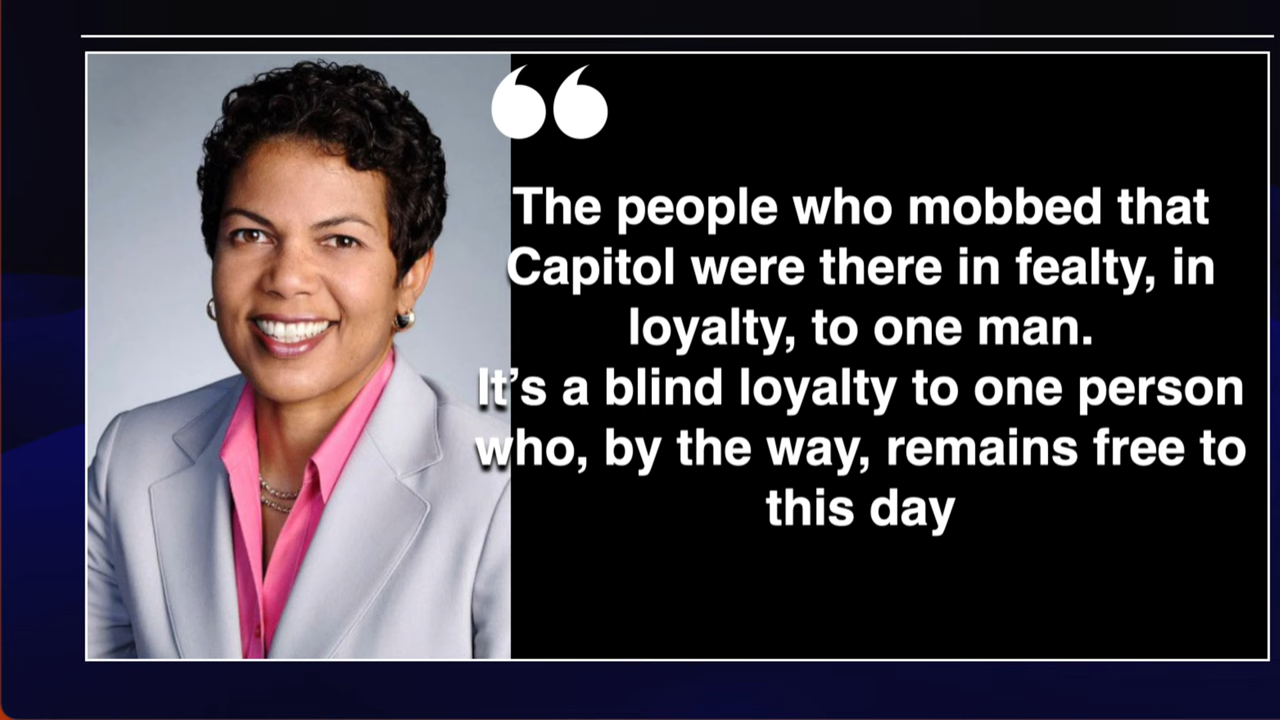 “
The people who mobbed that
Capitol were there in fealty, in
loyalty, to one man.
It’s a blind loyalty to one person
who, by the way, remains free to
this day